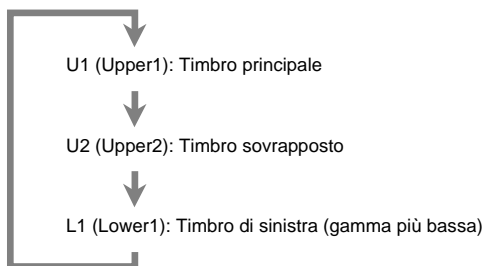 U1 (Upper1): Timbro principale
U2 (Upper2): Timbro sovrapposto
L1 (Lower1): Timbro di sinistra (gamma più bassa)